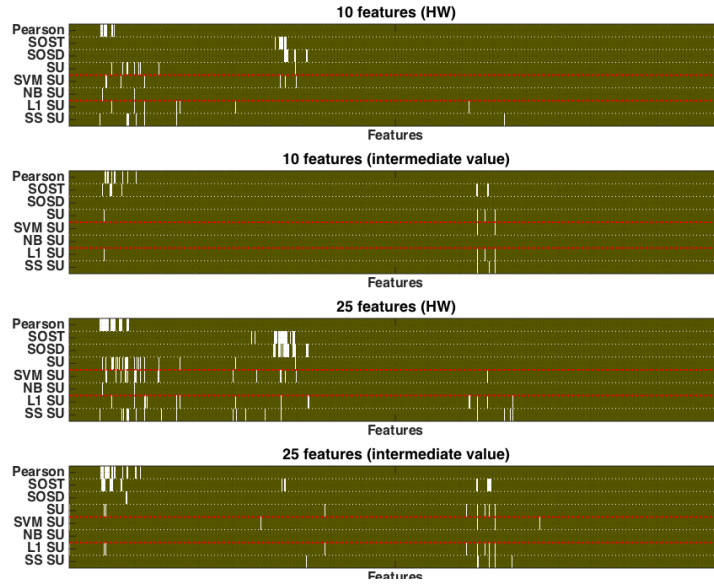 10 features (HW)
Pearson
SOST
SOSD
SU
SVM SU
NB SU
L1 SU
SS SU
Features
10 features (intermediate value)
Pearson
SOST
SOSD
SU
SVM SU
NB SU
L1 SU
SS SU
Features
25 features (HW)
Pearson
SOST
SOSD
SU
SVM SU
NB SU
L1 SU
SS SU
Features
25 features (intermediate value)
Pearson
SOST
SOSD
SU
SVM SU
NB SU
L1 SU
SS SU
Features